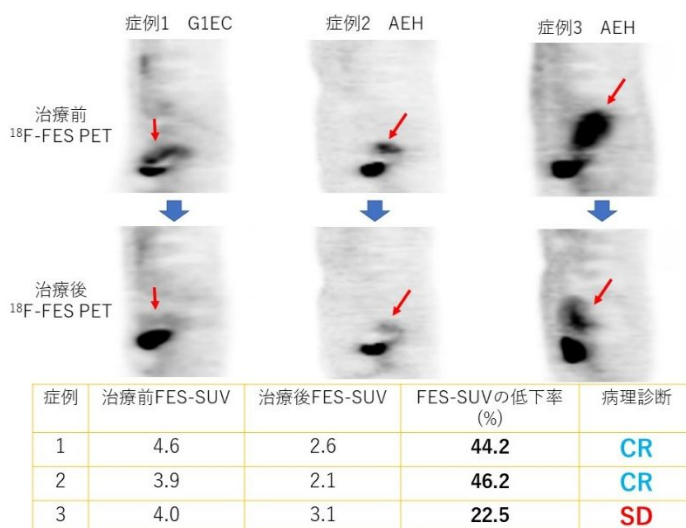 症例1 G1EC 症例2 AEH 症例3 AEH
治療前
¹⁸F-FES PET
治療後
¹⁸F-FES PET
症例 治療前FES-SUV 治療後FES-SUV FES-SUVの低下率 病理診断
(%)
1 4.6 2.6 44.2 CR
2 3.9 2.1 46.2 CR
3 4.0 3.1 22.5 SD